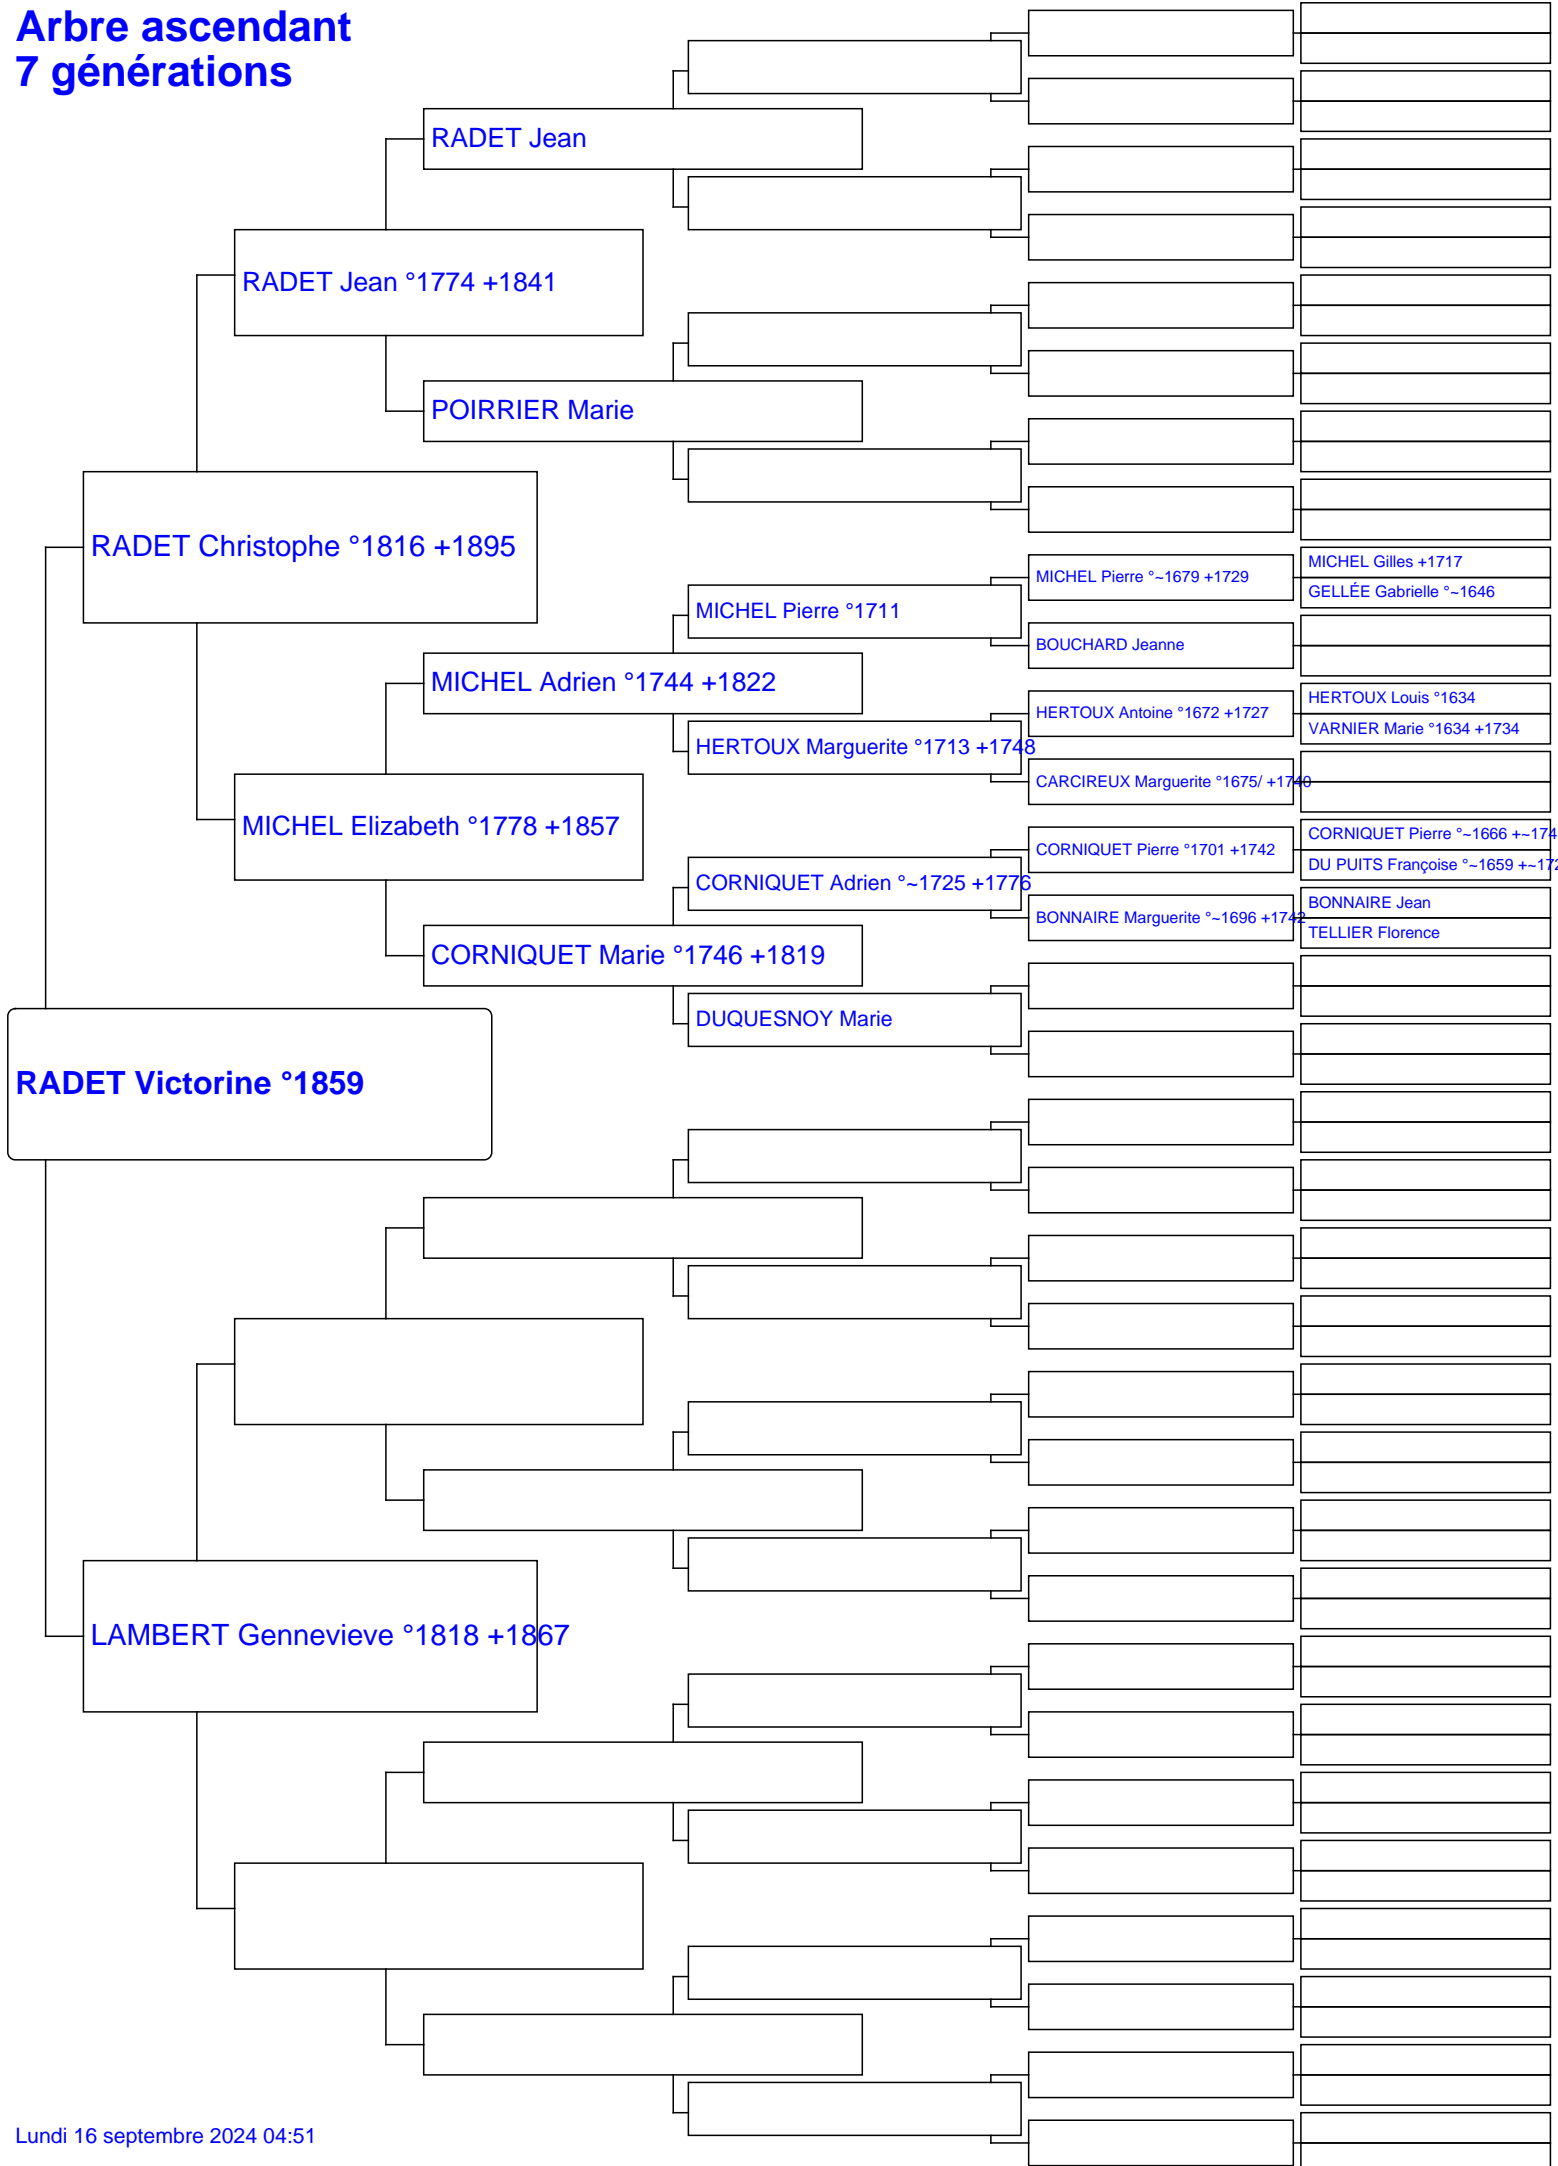 Arbre ascendant
7 générations
RADET Jean
RADET Jean °1774 +1841
POIRRIER Marie
RADET Christophe °1816 +1895
MICHEL Gilles +1717
MICHEL Pierre °~1679 +1729
GELLÉE Gabrielle °~1646
MICHEL Pierre °1711
BOUCHARD Jeanne
MICHEL Adrien °1744 +1822
HERTOUX Louis °1634
HERTOUX Antoine °1672 +1727
VARNIER Marie °1634 +1734
HERTOUX Marguerite °1713 +1748
CARCIREUX Marguerite °1675/ +1740
MICHEL Elizabeth °1778 +1857
CORNIQUET Pierre °~1666 +~174
CORNIQUET Pierre °1701 +1742
DU PUITS Françoise °~1659 +~172
CORNIQUET Adrien °~1725 +1776
BONNAIRE Jean
BONNAIRE Marguerite °~1696 +1742
TELLIER Florence
CORNIQUET Marie °1746 +1819
DUQUESNOY Marie
RADET Victorine °1859
LAMBERT Gennevieve °1818 +1867
Lundi 16 septembre 2024 04:51